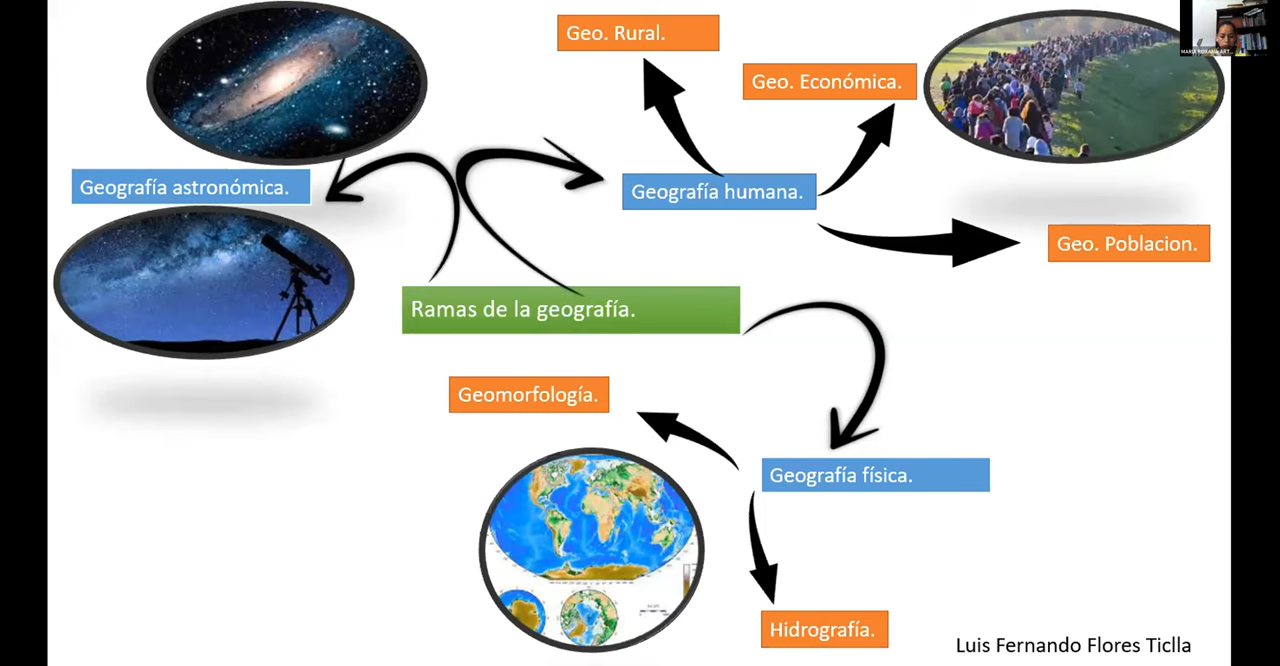 Geo. Rural.
Geo. Económica.
Geografía astronómica.
Geografía humana.
Geo. Poblacion.
Ramas de la geografía.
Geomorfología.
Geografía física.
Hidrografía.
Luis Fernando Flores Ticlla